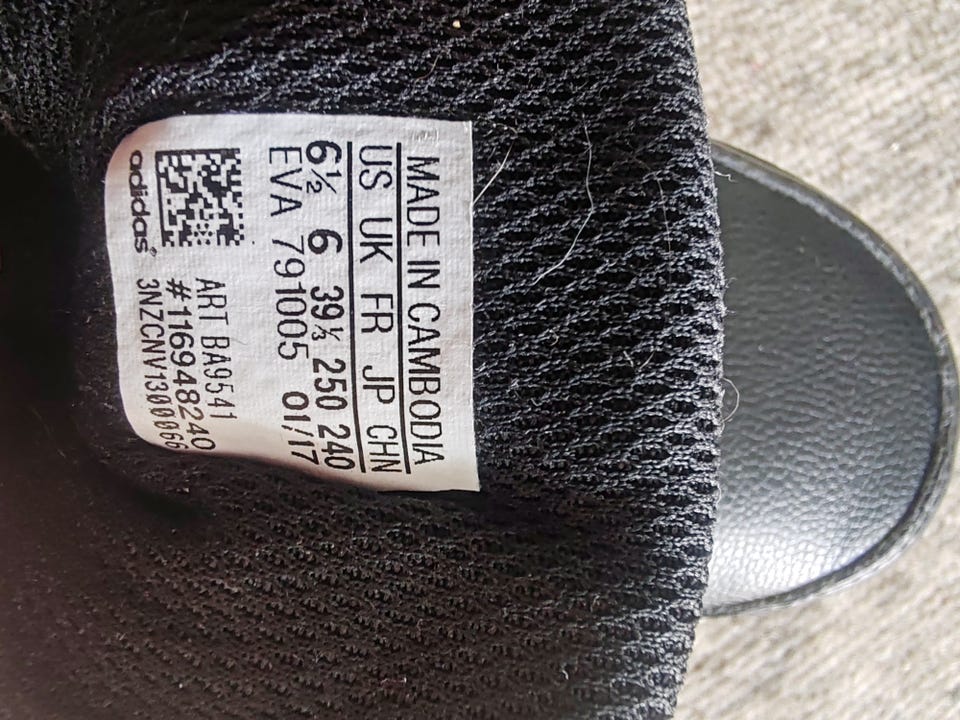 MADE IN CAMBODIA
US UK FR JP CHN
6½ 6 39⅓ 250 240
EVA 791005 01/17
ART BA9541
#116948240
adidas® 3NZCNV1300066